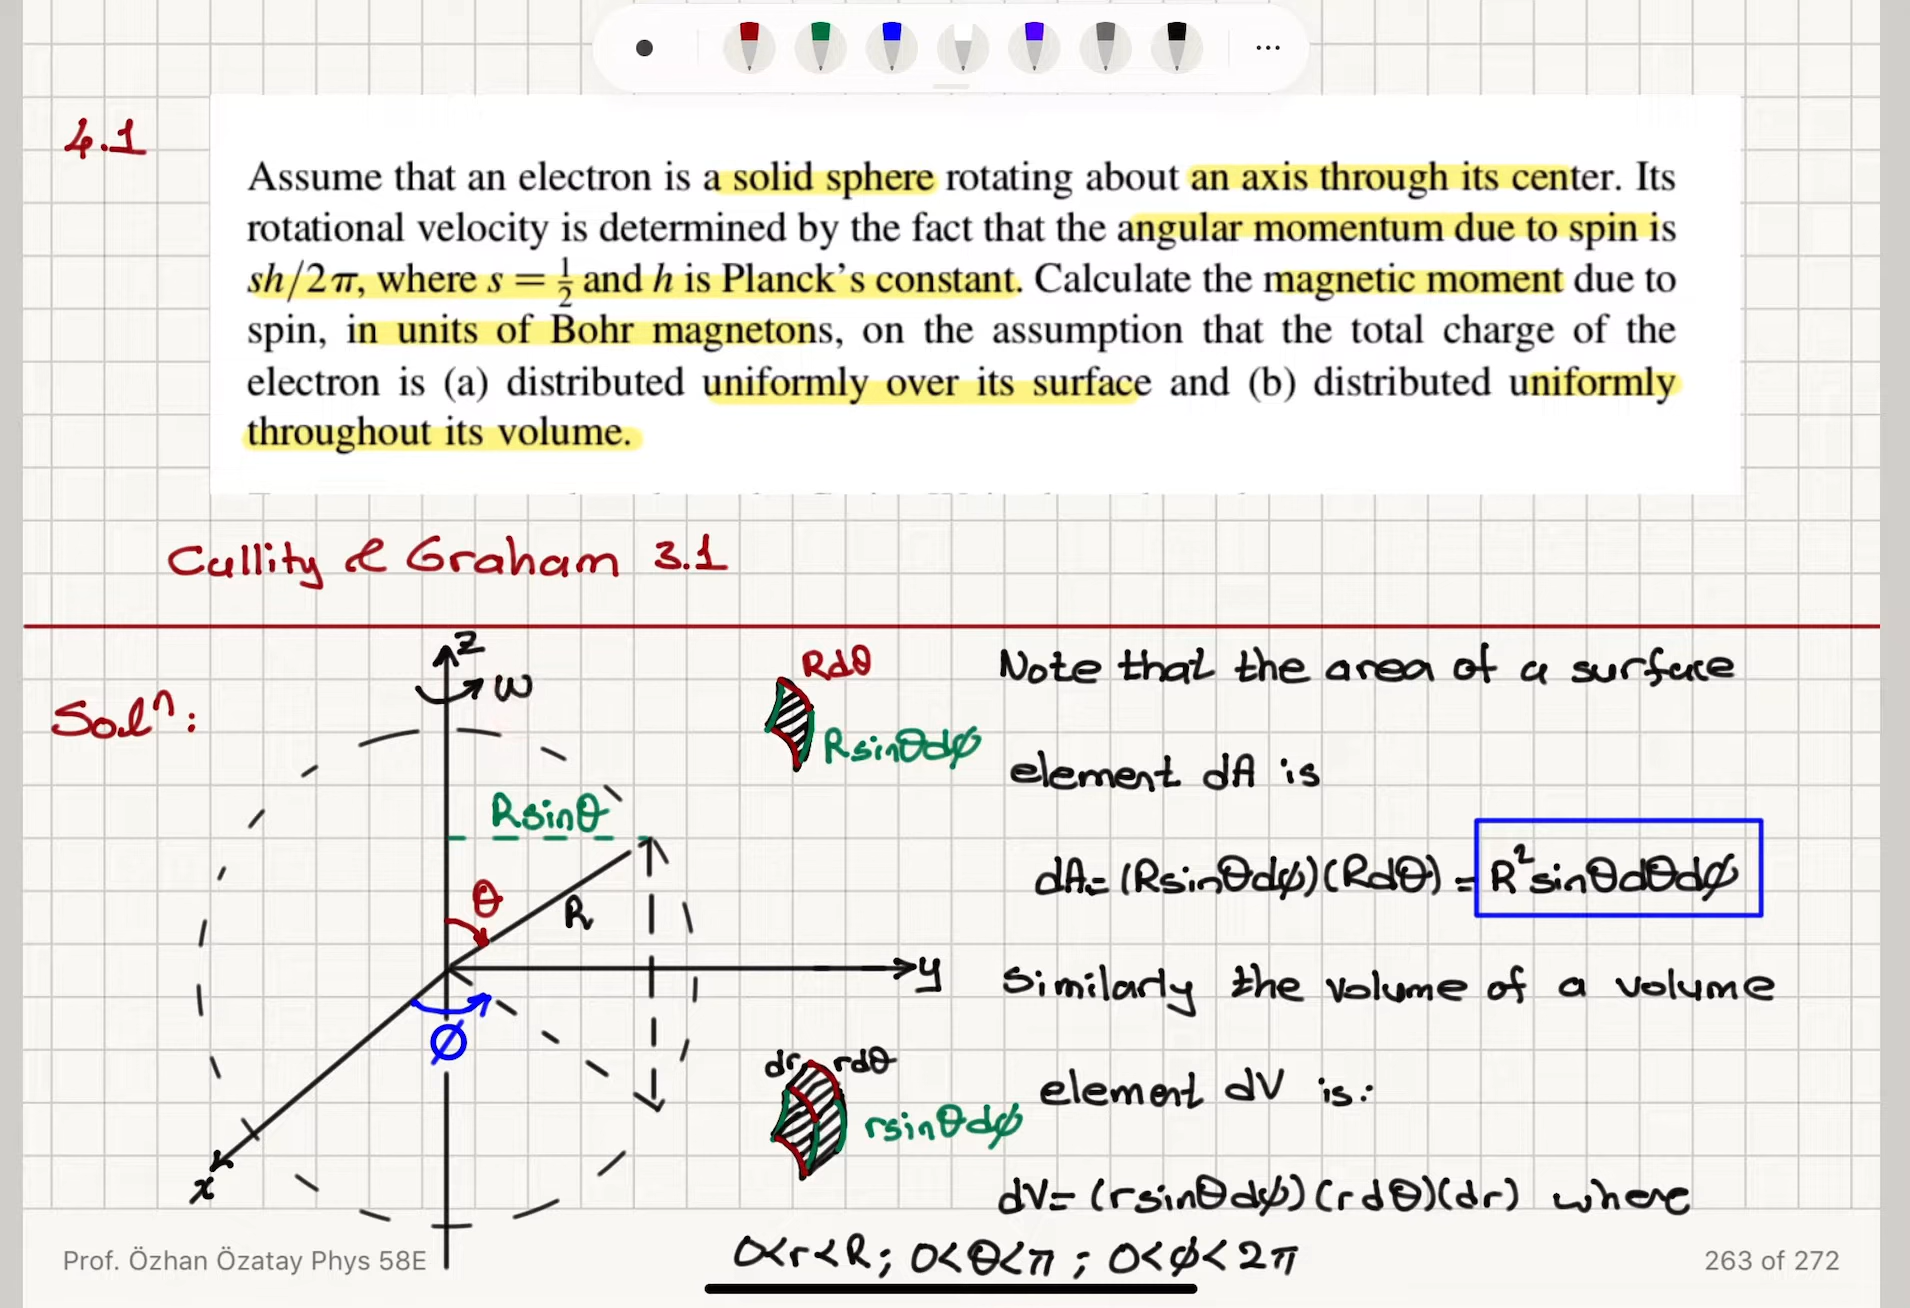 4.1
Assume that an electron is a solid sphere rotating about an axis through its center. Its
rotational velocity is determined by the fact that the angular momentum due to spin is
sh/2π, where s = 1/2 and h is Planck's constant. Calculate the magnetic moment due to
spin, in units of Bohr magnetons, on the assumption that the total charge of the
electron is (a) distributed uniformly over its surface and (b) distributed uniformly
throughout its volume.
Cullity & Graham 3.1
Solⁿ:
z
ω
Rsinθ
θ
R
y
ϕ
x
Rdθ
Rsinθdϕ
Note that the area of a surface
element dA is
dA= (Rsinθdϕ)(Rdθ) = R²sinθdθdϕ
Similarly the volume of a volume
dr
rdθ
rsinθdϕ
element dV is:
dV= (rsinθdϕ)(rdθ)(dr) where
0<r<R; 0<θ<π; 0<ϕ<2π
Prof. Özhan Özatay Phys 58E
263 of 272